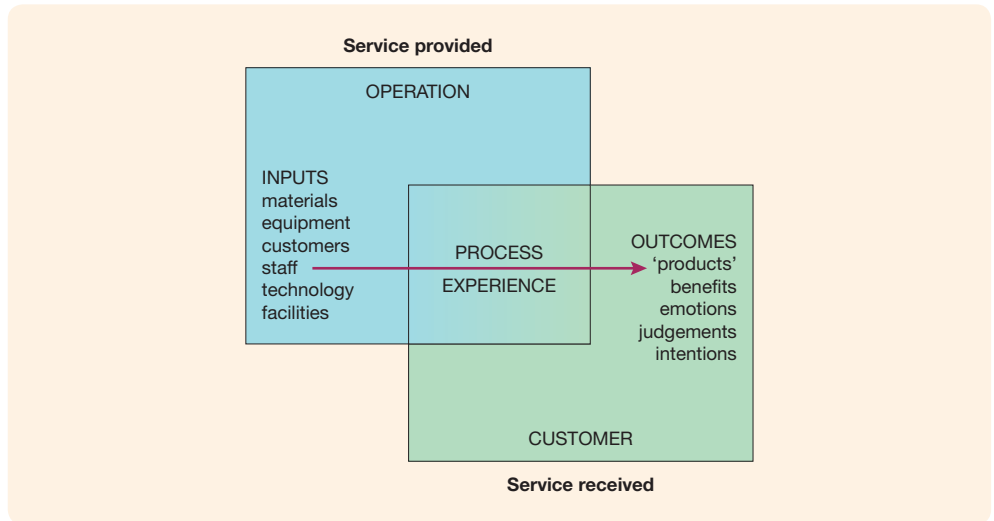 Service provided
OPERATION
INPUTS
materials
equipment
customers
staff
technology
facilities
PROCESS
EXPERIENCE
OUTCOMES
'products'
benefits
emotions
judgements
intentions
CUSTOMER
Service received